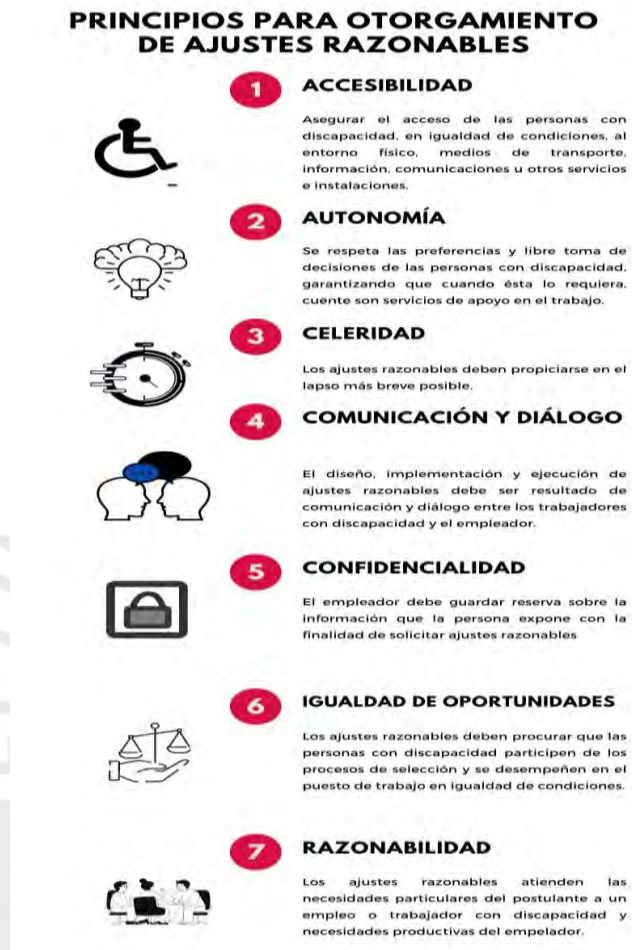 PRINCIPIOS PARA OTORGAMIENTO
DE AJUSTES RAZONABLES
1 ACCESIBILIDAD
Asegurar el acceso de las personas con
discapacidad, en igualdad de condiciones, al
entorno físico, medios de transporte,
información, comunicaciones u otros servicios
e instalaciones.
2 AUTONOMÍA
Se respeta las preferencias y libre toma de
decisiones de las personas con discapacidad,
garantizando que cuando ésta lo requiera,
cuente son servicios de apoyo en el trabajo.
3 CELERIDAD
Los ajustes razonables deben propiciarse en el
lapso más breve posible.
4 COMUNICACIÓN Y DIÁLOGO
El diseño, implementación y ejecución de
ajustes razonables debe ser resultado de
comunicación y diálogo entre los trabajadores
con discapacidad y el empleador.
5 CONFIDENCIALIDAD
El empleador debe guardar reserva sobre la
información que la persona expone con la
finalidad de solicitar ajustes razonables
6 IGUALDAD DE OPORTUNIDADES
Los ajustes razonables deben procurar que las
personas con discapacidad participen de los
procesos de selección y se desempeñen en el
puesto de trabajo en igualdad de condiciones.
7 RAZONABILIDAD
Los ajustes razonables atienden las
necesidades particulares del postulante a un
empleo o trabajador con discapacidad y
necesidades productivas del empelador.